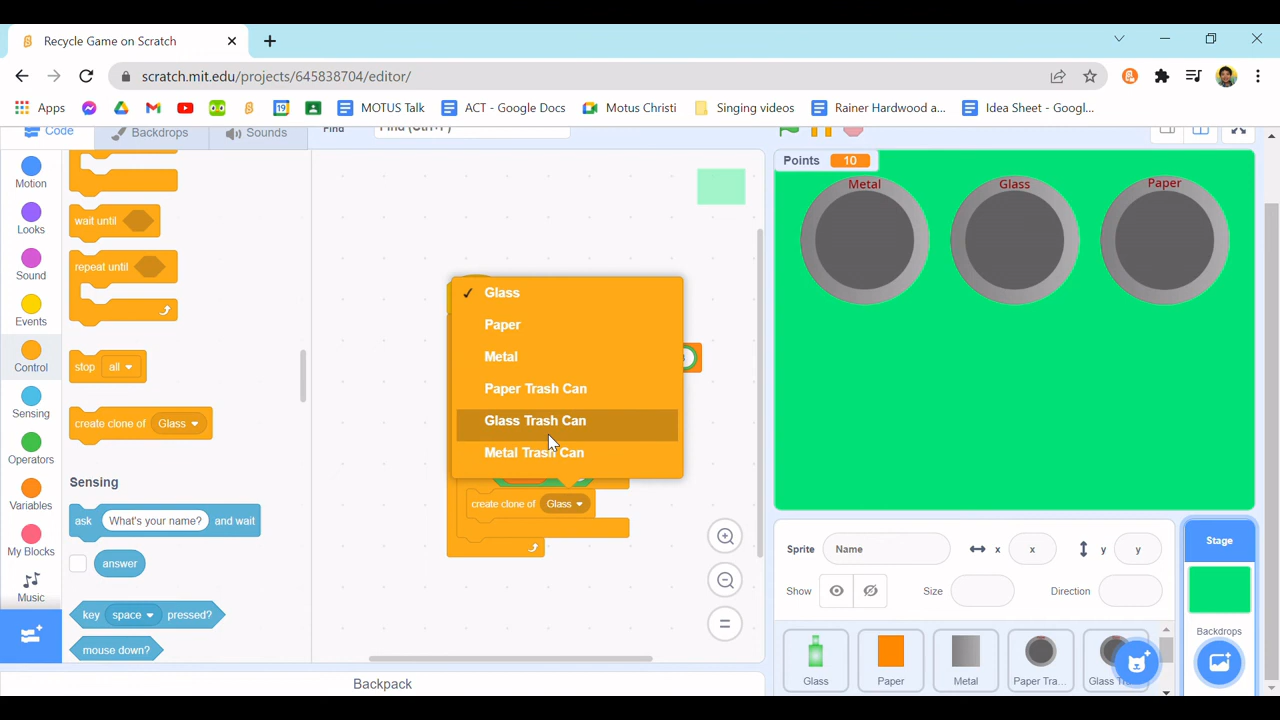 Recycle Game on Scratch
scratch.mit.edu/projects/645838704/editor/
Apps
MOTUS Talk
ACT - Google Docs
Motus Christi
Singing videos
Rainer Hardwood a...
Idea Sheet - Googl...
Code
Backdrops
Sounds
Find
Find (Ctrl+F)
Motion
Looks
Sound
Events
Control
Sensing
Operators
Variables
My Blocks
Music
wait until
repeat until
stop all
create clone of Glass
Sensing
ask What's your name? and wait
answer
key space pressed?
mouse down?
Glass
Paper
Metal
Paper Trash Can
Glass Trash Can
Metal Trash Can
create clone of Glass
Backpack
Points 10
Metal
Glass
Paper
Sprite Name x x y y
Show Size Direction
Stage
Backdrops
Glass
Paper
Metal
Paper Tra...
Glass Tr